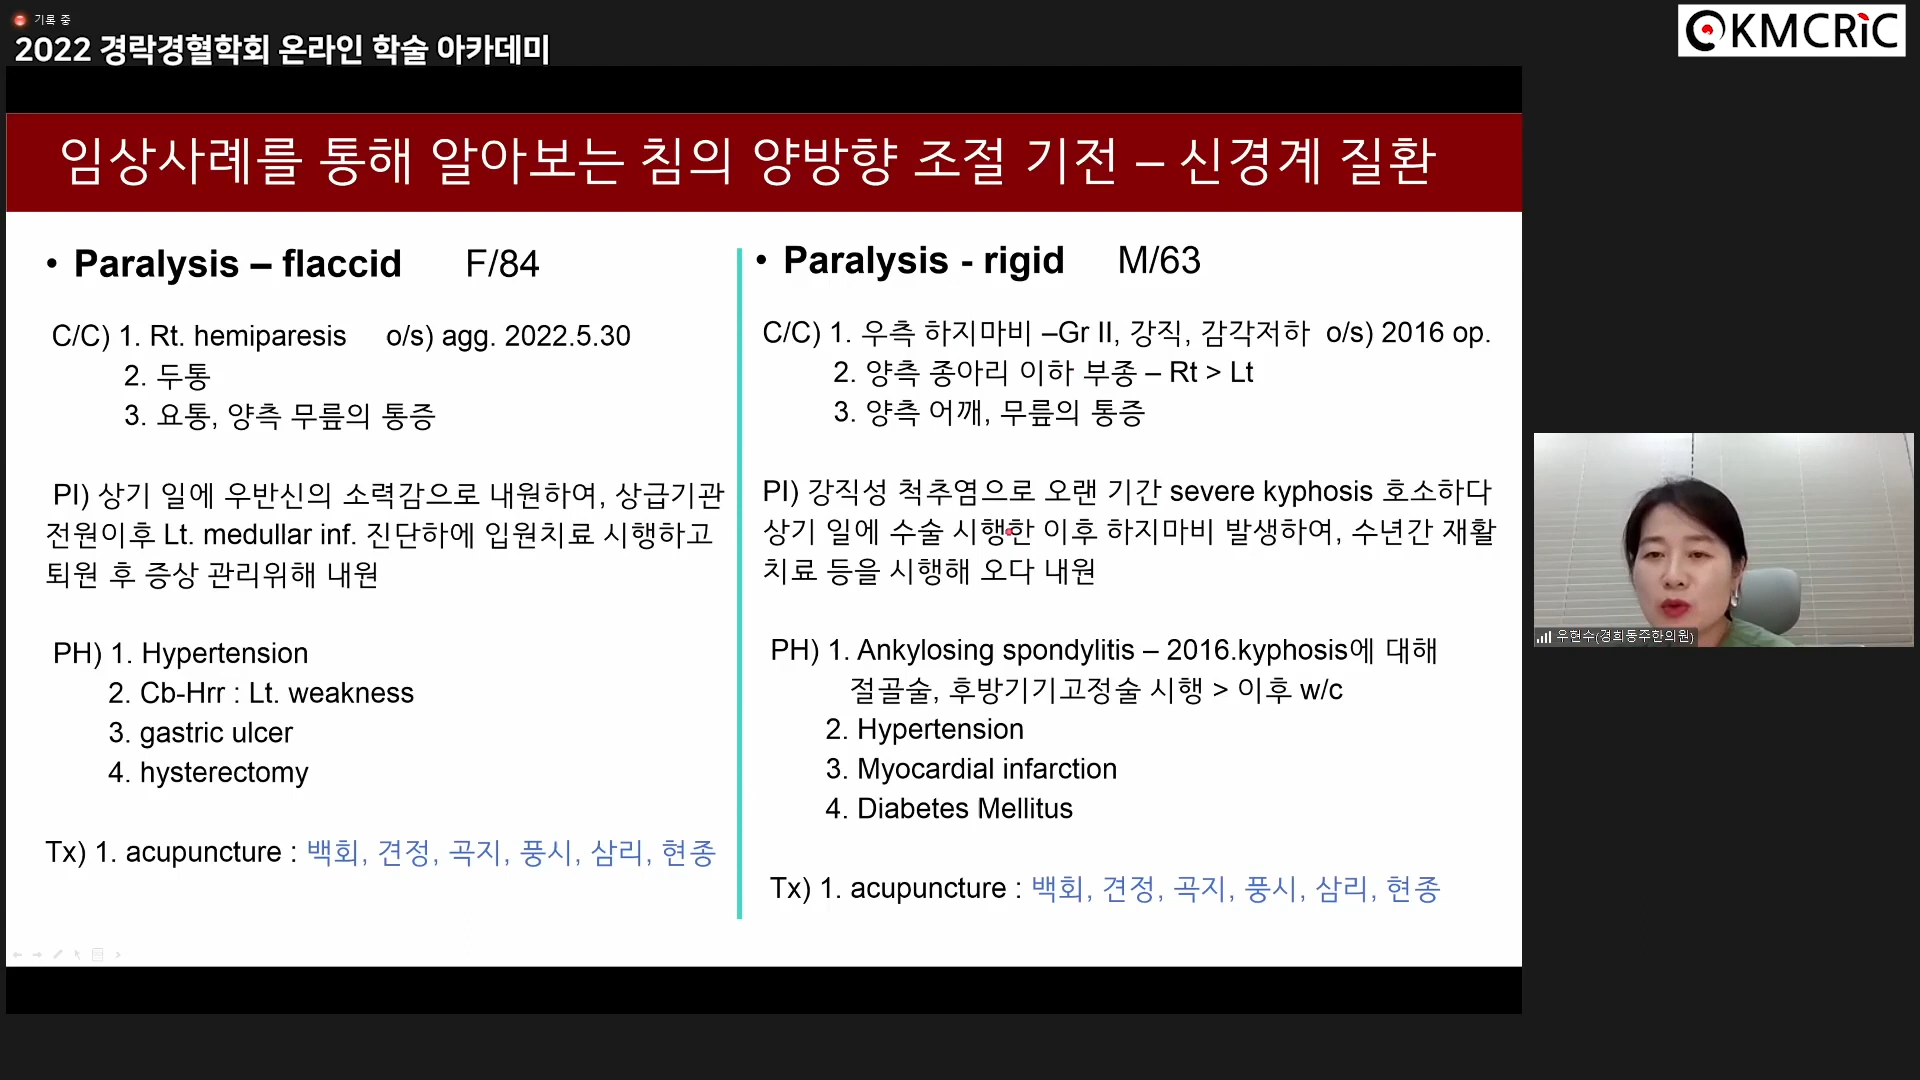 기록 중
2022 경락경혈학회 온라인 학술 아카데미
KMCRiC
임상사례를 통해 알아보는 침의 양방향 조절 기전 – 신경계 질환
• Paralysis – flaccid F/84
C/C) 1. Rt. hemiparesis o/s) agg. 2022.5.30
2. 두통
3. 요통, 양측 무릎의 통증
PI) 상기 일에 우반신의 소력감으로 내원하여, 상급기관
전원이후 Lt. medullar inf. 진단하에 입원치료 시행하고
퇴원 후 증상 관리위해 내원
PH) 1. Hypertension
2. Cb-Hrr : Lt. weakness
3. gastric ulcer
4. hysterectomy
Tx) 1. acupuncture : 백회, 견정, 곡지, 풍시, 삼리, 현종
• Paralysis - rigid M/63
C/C) 1. 우측 하지마비 –Gr II, 강직, 감각저하 o/s) 2016 op.
2. 양측 종아리 이하 부종 – Rt > Lt
3. 양측 어깨, 무릎의 통증
PI) 강직성 척추염으로 오랜 기간 severe kyphosis 호소하다
상기 일에 수술 시행한 이후 하지마비 발생하여, 수년간 재활
치료 등을 시행해 오다 내원
PH) 1. Ankylosing spondylitis – 2016.kyphosis에 대해
절골술, 후방기기고정술 시행 > 이후 w/c
2. Hypertension
3. Myocardial infarction
4. Diabetes Mellitus
Tx) 1. acupuncture : 백회, 견정, 곡지, 풍시, 삼리, 현종
우현수(경희동주한의원)